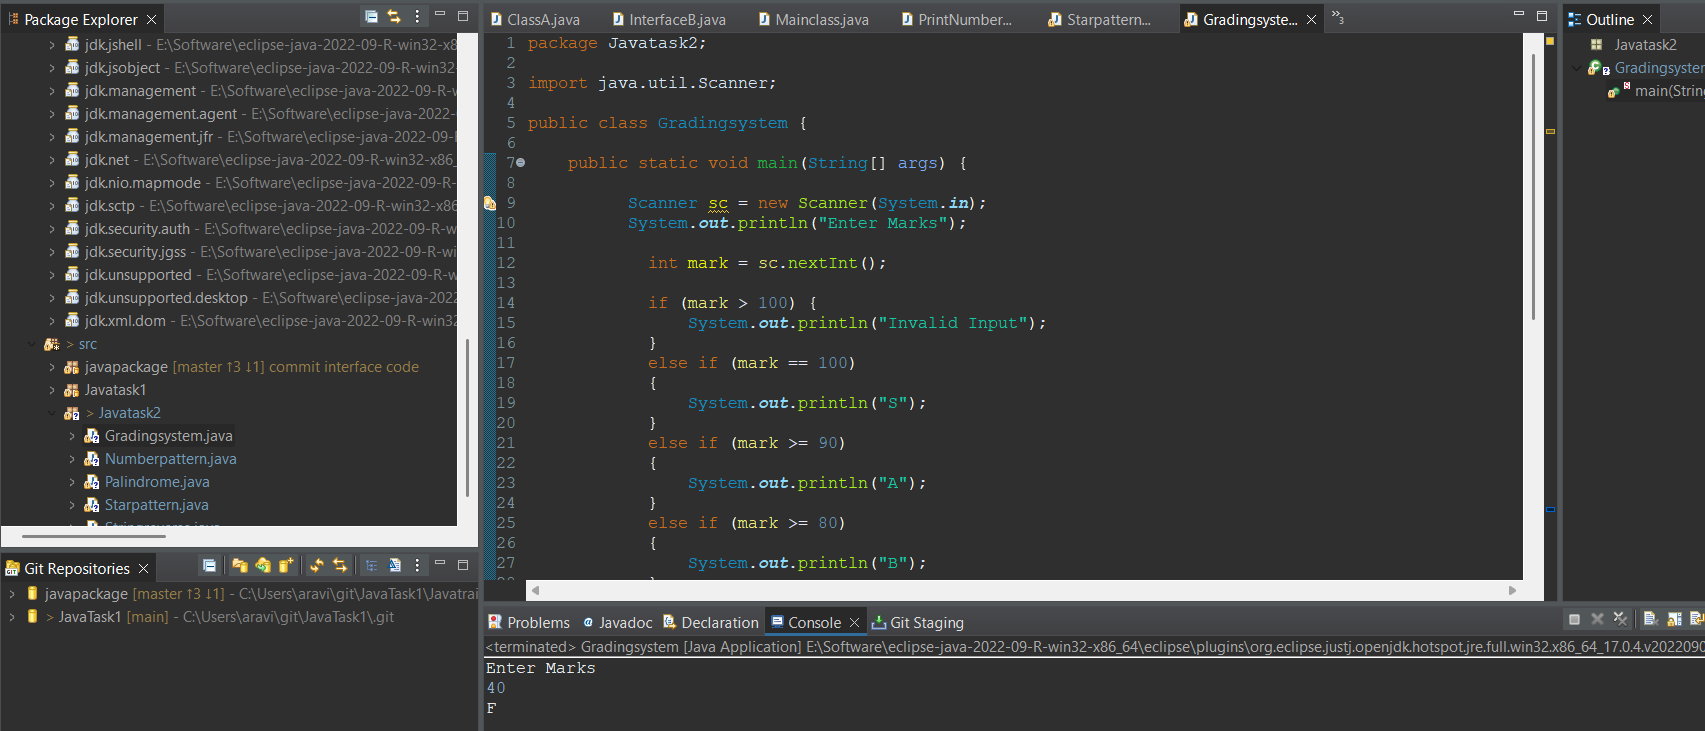 Package Explorer
jdk.jshell - E:\Software\eclipse-java-2022-09-R-win32-x8
jdk.jsobject - E:\Software\eclipse-java-2022-09-R-win32-
jdk.management - E:\Software\eclipse-java-2022-09-R-w
jdk.management.agent - E:\Software\eclipse-java-2022-
jdk.management.jfr - E:\Software\eclipse-java-2022-09-
jdk.net - E:\Software\eclipse-java-2022-09-R-win32-x86_
jdk.nio.mapmode - E:\Software\eclipse-java-2022-09-R-
jdk.sctp - E:\Software\eclipse-java-2022-09-R-win32-x86
jdk.security.auth - E:\Software\eclipse-java-2022-09-R-w
jdk.security.jgss - E:\Software\eclipse-java-2022-09-R-wi
jdk.unsupported - E:\Software\eclipse-java-2022-09-R-w
jdk.unsupported.desktop - E:\Software\eclipse-java-202
jdk.xml.dom - E:\Software\eclipse-java-2022-09-R-win3
> src
javapackage [master ↑3 ↓1] commit interface code
Javatask1
> Javatask2
Gradingsystem.java
Numberpattern.java
Palindrome.java
Starpattern.java
Git Repositories
javapackage [master ↑3 ↓1] - C:\Users\aravi\git\JavaTask1\Javatrai
> JavaTask1 [main] - C:\Users\aravi\git\JavaTask1\.git
ClassA.java InterfaceB.java Mainclass.java PrintNumber... Starpattern... Gradingsyste... »3
1 package Javatask2;
2
3 import java.util.Scanner;
4
5 public class Gradingsystem {
6
7 public static void main(String[] args) {
8
9 Scanner sc = new Scanner(System.in);
10 System.out.println("Enter Marks");
11
12 int mark = sc.nextInt();
13
14 if (mark > 100) {
15 System.out.println("Invalid Input");
16 }
17 else if (mark == 100)
18 {
19 System.out.println("S");
20 }
21 else if (mark >= 90)
22 {
23 System.out.println("A");
24 }
25 else if (mark >= 80)
26 {
27 System.out.println("B");
Problems Javadoc Declaration Console Git Staging
<terminated> Gradingsystem [Java Application] E:\Software\eclipse-java-2022-09-R-win32-x86_64\eclipse\plugins\org.eclipse.justj.openjdk.hotspot.jre.full.win32.x86_64_17.0.4.v2022090
Enter Marks
40
F
Outline
Javatask2
Gradingsyster
main(String